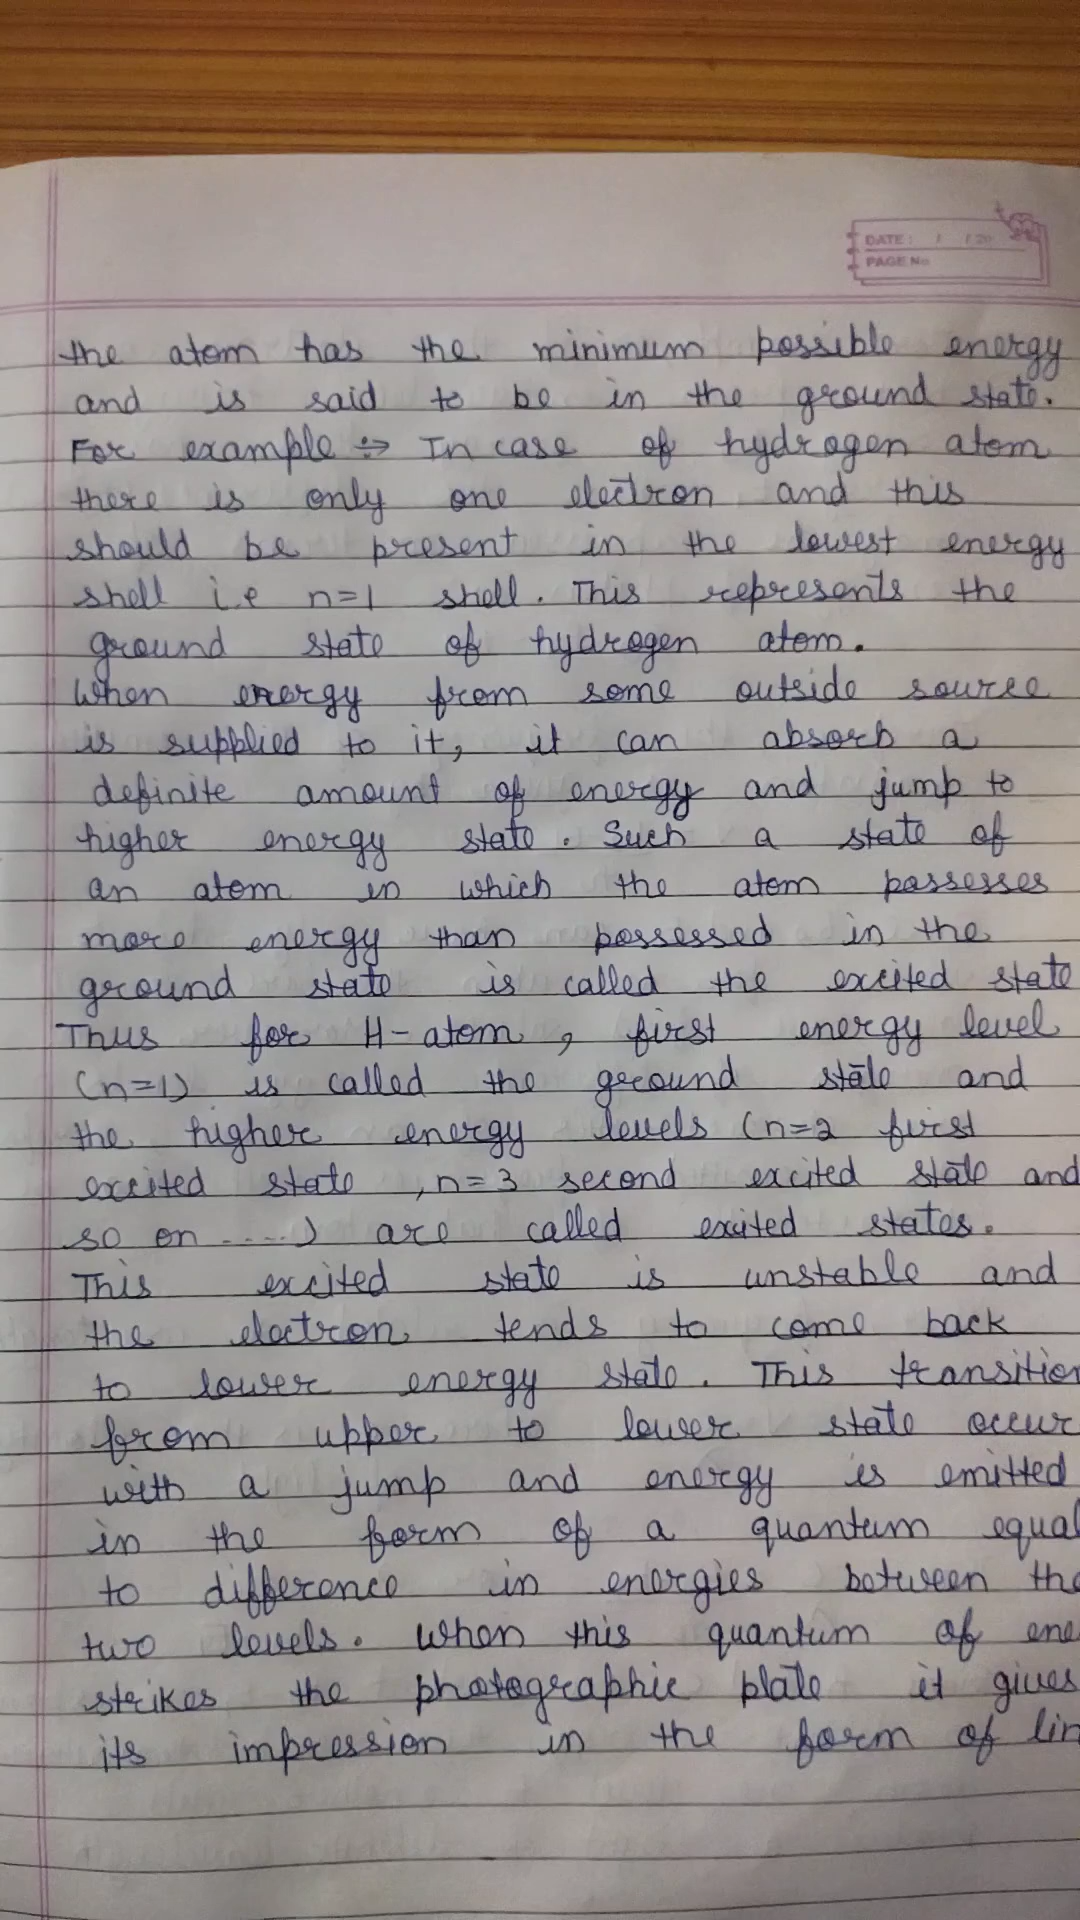 DATE: / / 20
PAGE No
the atom has the minimum possible energy
and is said to be in the ground state.
For example :- In case of hydrogen atom
there is only one electron and this
should be present in the lowest energy
shell i.e n=1 shell. This represents the
ground state of hydrogen atom.
When energy from some outside source
is supplied to it, it can absorb a
definite amount of energy and jump to
higher energy state. Such a state of
an atom in which the atom possesses
more energy than possessed in the
ground state is called the excited state
Thus for H-atom, first energy level
(n=1) is called the ground state and
the higher energy levels (n=2 first
excited state, n=3 second excited state and
so on .....) are called excited states.
This excited state is unstable and
the electron tends to come back
to lower energy state. This transition
from upper to lower state occur
with a jump and energy is emitted
in the form of a quantum equal
to difference in energies between the
two levels. When this quantum of ene
strikes the photographic plate it gives
its impression in the form of lin